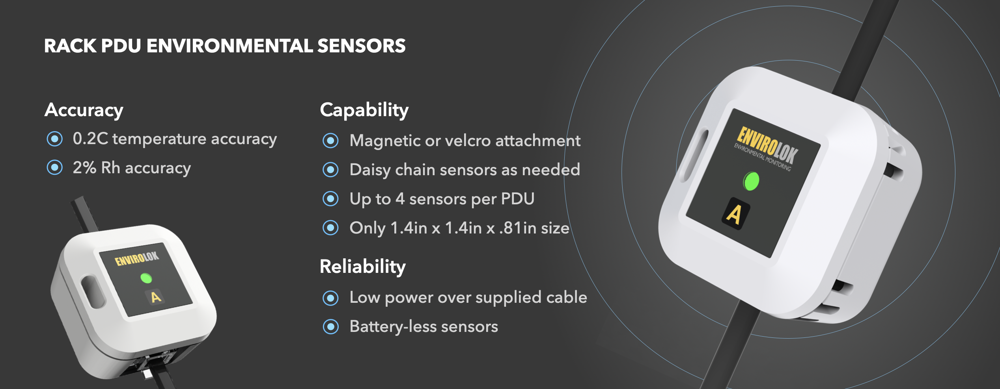 RACK PDU ENVIRONMENTAL SENSORS
Accuracy
0.2C temperature accuracy
2% Rh accuracy
Capability
Magnetic or velcro attachment
Daisy chain sensors as needed
Up to 4 sensors per PDU
Only 1.4in x 1.4in x .81in size
Reliability
Low power over supplied cable
Battery-less sensors
ENVIROLOK
A
ENVIROLOK
ENVIRONMENTAL MONITORING
A